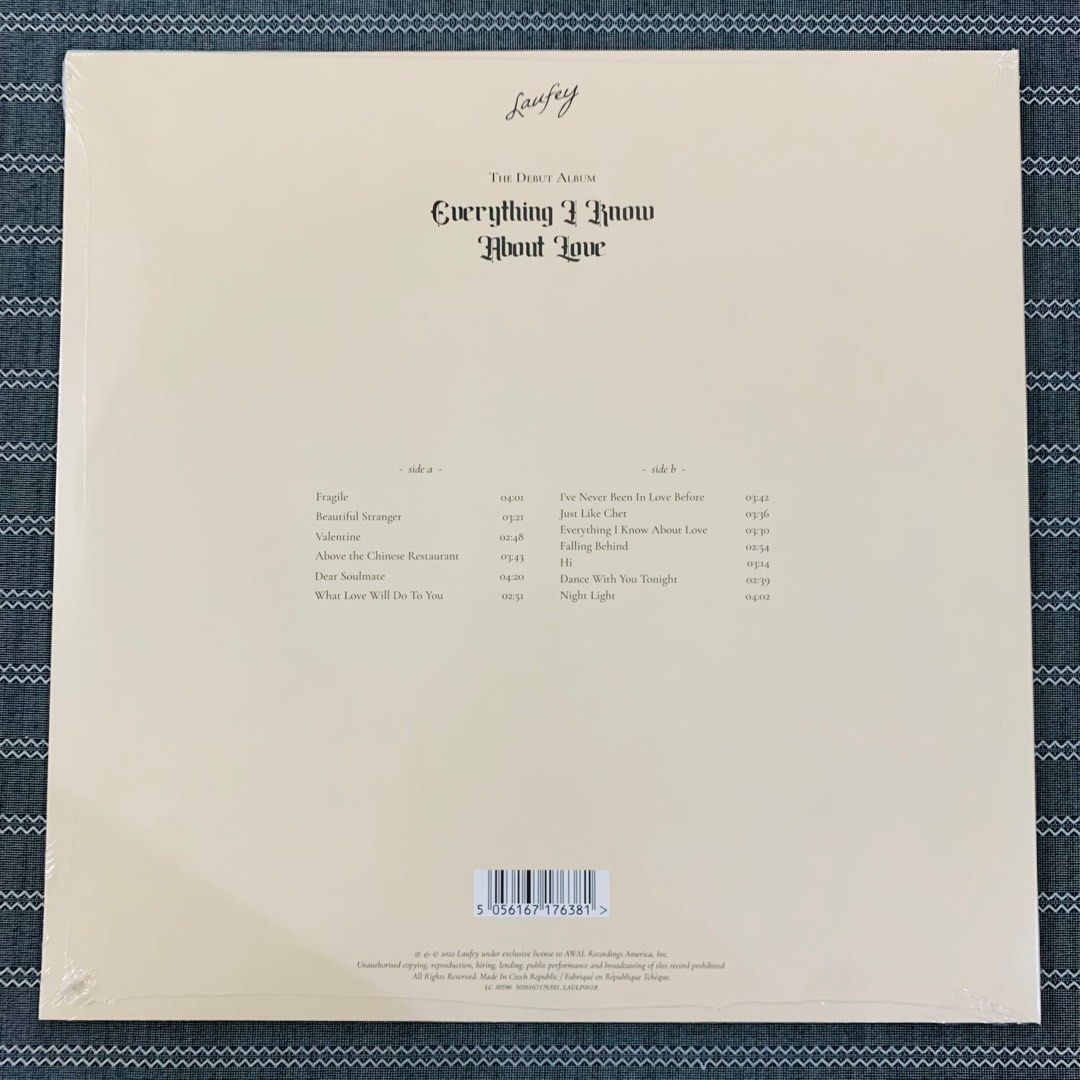 Laufey
The Debut Album
Everything I Know
About Love
- side a -
Fragile 04:01
Beautiful Stranger 03:21
Valentine 02:48
Above the Chinese Restaurant 03:43
Dear Soulmate 04:20
What Love Will Do To You 02:51
- side b -
I've Never Been In Love Before 03:42
Just Like Chet 03:36
Everything I Know About Love 03:30
Falling Behind 02:54
Hi 03:14
Dance With You Tonight 02:39
Night Light 04:02
5 056167 176381 >
℗ & © 2022 Laufey under exclusive license to AWAL Recordings America, Inc.
Unauthorised copying, reproduction, hiring, lending, public performance and broadcasting of this record prohibited.
All Rights Reserved. Made In Czech Republic / Fabriqué en République Tchèque.
LC 30396 5056167176381 LAULP001R